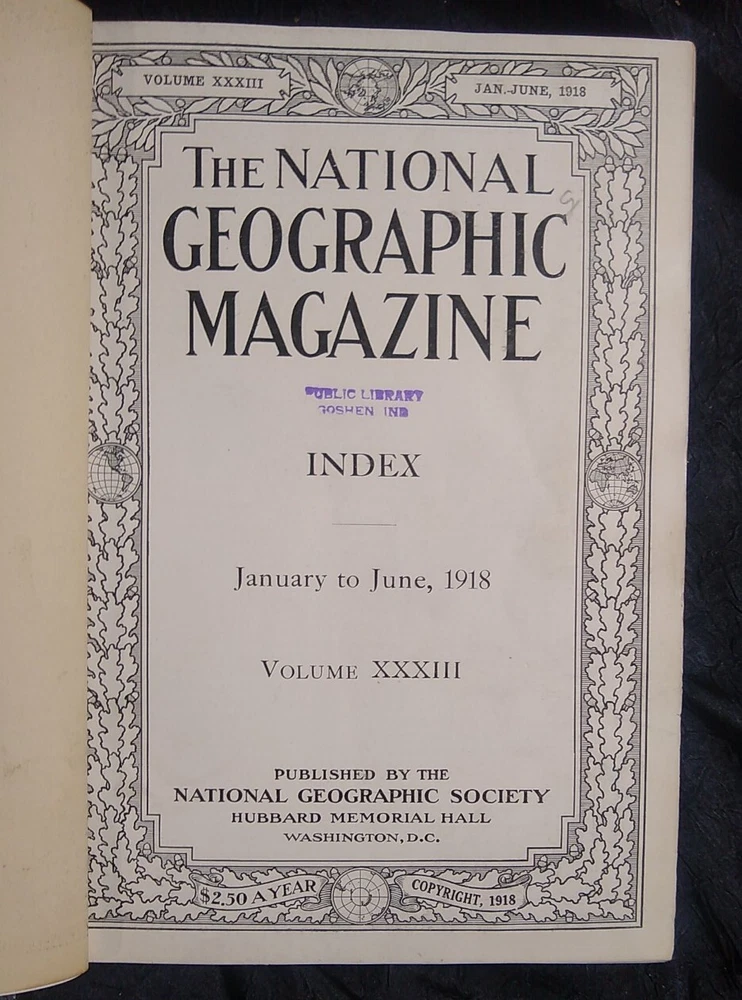 VOLUME XXXIII
JAN.-JUNE, 1918
THE NATIONAL
GEOGRAPHIC
MAGAZINE
PUBLIC LIBRARY
GOSHEN IND
INDEX
January to June, 1918
VOLUME XXXIII
PUBLISHED BY THE
NATIONAL GEOGRAPHIC SOCIETY
HUBBARD MEMORIAL HALL
WASHINGTON, D.C.
$2.50 A YEAR
COPYRIGHT, 1918